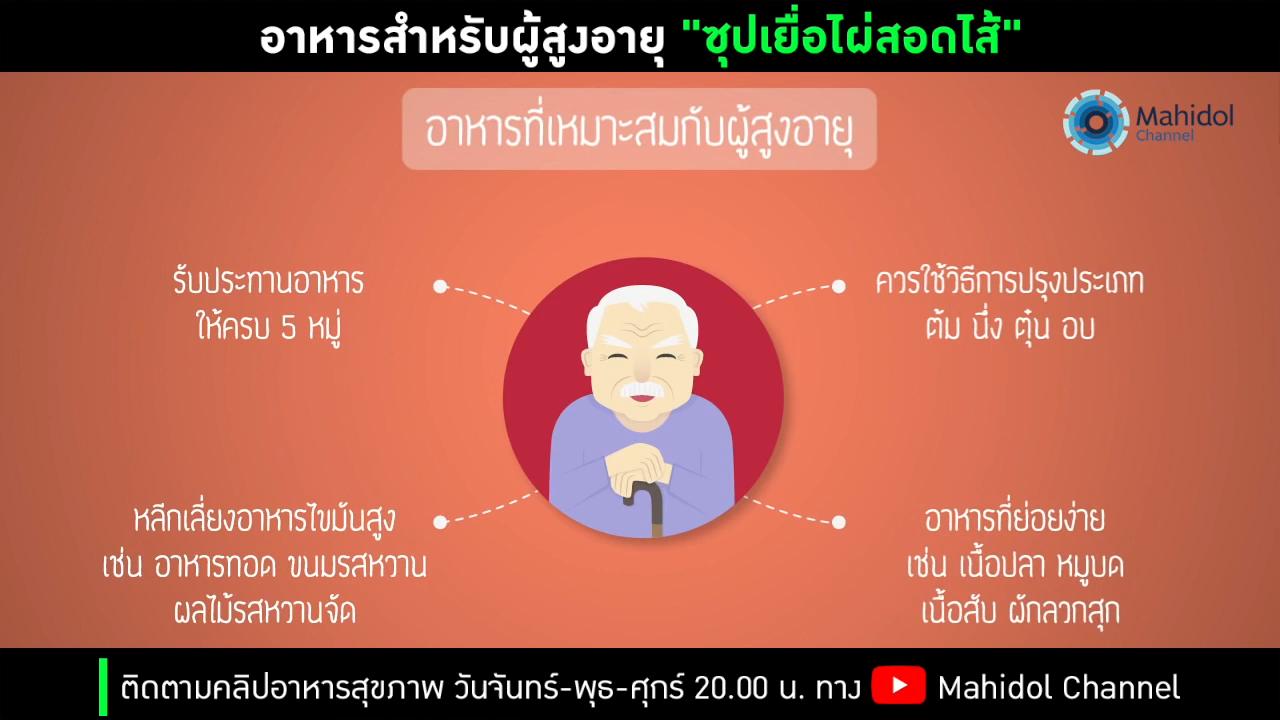 อาหารสำหรับผู้สูงอายุ "ซุปเยื่อไผ่สอดไส้"
อาหารที่เหมาะสมกับผู้สูงอายุ
Mahidol
Channel
รับประทานอาหาร
ให้ครบ 5 หมู่
ควรใช้วิธีการปรุงประเภท
ต้ม นึ่ง ตุ๋น อบ
หลีกเลี่ยงอาหารไขมันสูง
เช่น อาหารทอด ขนมรสหวาน
ผลไม้รสหวานจัด
อาหารที่ย่อยง่าย
เช่น เนื้อปลา หมูบด
เนื้อสับ ผักลวกสุก
ติดตามคลิปอาหารสุขภาพ วันจันทร์-พุธ-ศุกร์ 20.00 น. ทาง Mahidol Channel